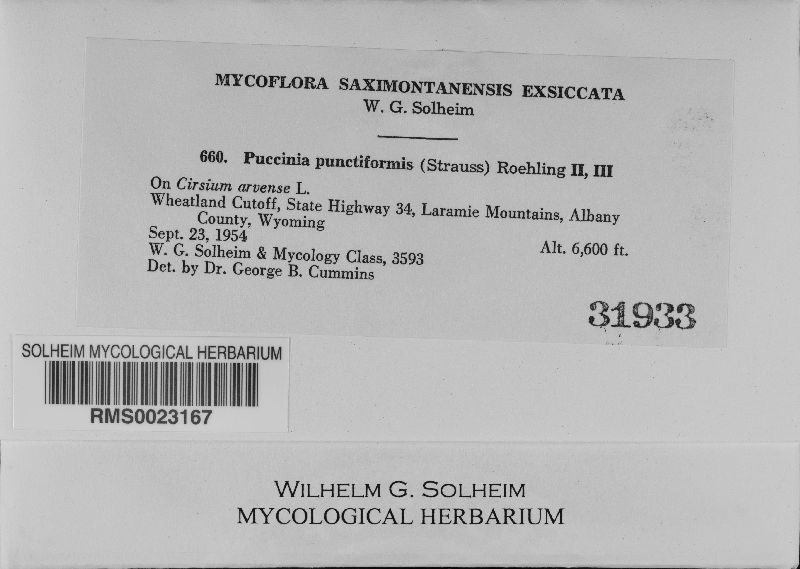 MYCOFLORA SAXIMONTANENSIS EXSICCATA
W. G. Solheim
660. Puccinia punctiformis (Strauss) Roehling II, III
On Cirsium arvense L.
Wheatland Cutoff, State Highway 34, Laramie Mountains, Albany
County, Wyoming
Sept. 23, 1954 Alt. 6,600 ft.
W. G. Solheim & Mycology Class, 3593
Det. by Dr. George B. Cummins
31933
SOLHEIM MYCOLOGICAL HERBARIUM
RMS0023167
WILHELM G. SOLHEIM
MYCOLOGICAL HERBARIUM